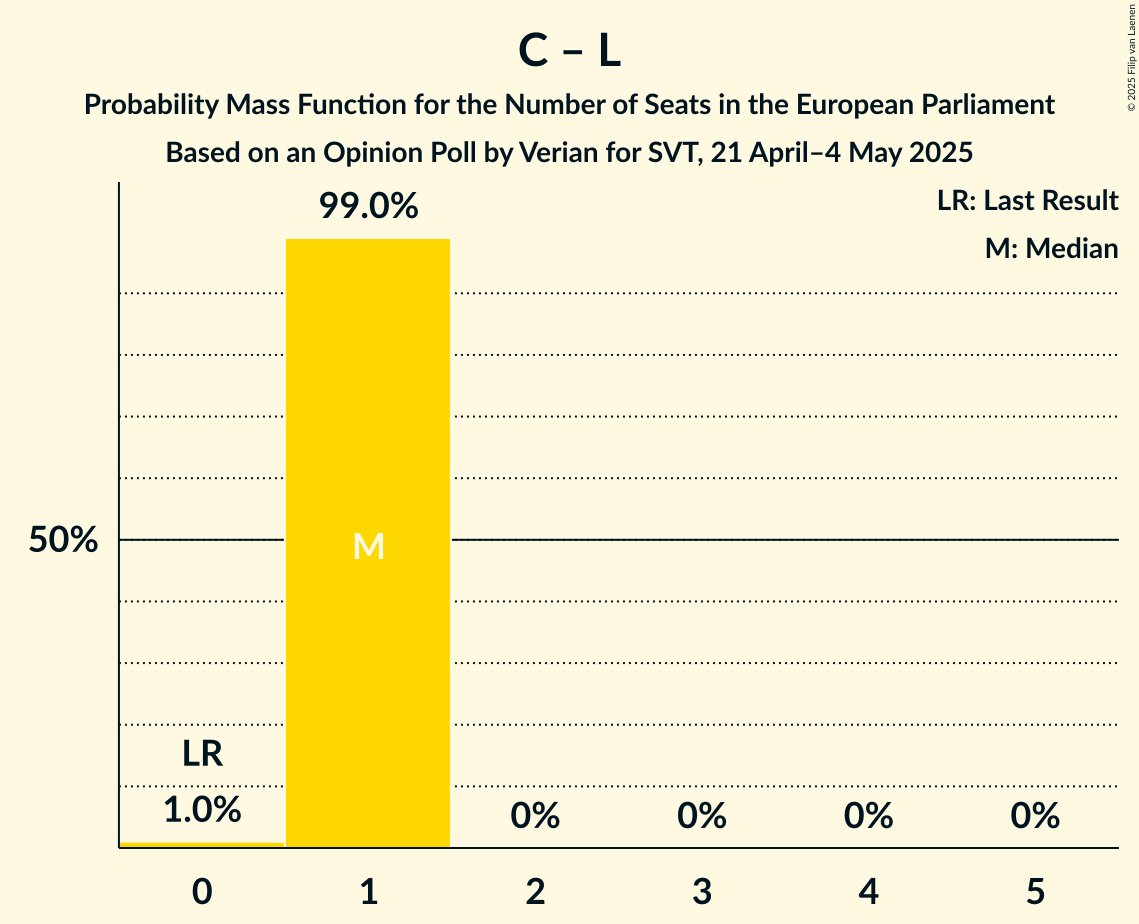 C – L
Probability Mass Function for the Number of Seats in the European Parliament
Based on an Opinion Poll by Verian for SVT, 21 April–4 May 2025
© 2025 Filip van Laenen
LR: Last Result
M: Median
99.0%
50%
M
LR
1.0%
0%
0%
0%
0%
0
1
2
3
4
5